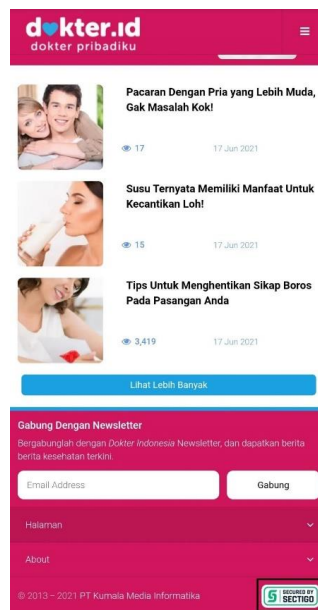 dokter.ıd
dokter pribadiku
Pacaran Dengan Pria yang Lebih Muda,
Gak Masalah Kok!
17 17 Jun 2021
Susu Ternyata Memiliki Manfaat Untuk
Kecantikan Loh!
15 17 Jun 2021
Tips Untuk Menghentikan Sikap Boros
Pada Pasangan Anda
3,419 17 Jun 2021
Lihat Lebih Banyak
Gabung Dengan Newsletter
Bergabunglah dengan Dokter Indonesia Newsletter, dan dapatkan berita
berita kesehatan terkini.
Email Address Gabung
Halaman
About
© 2013 – 2021 PT Kumala Media Informatika
SECURED BY
SECTIGO